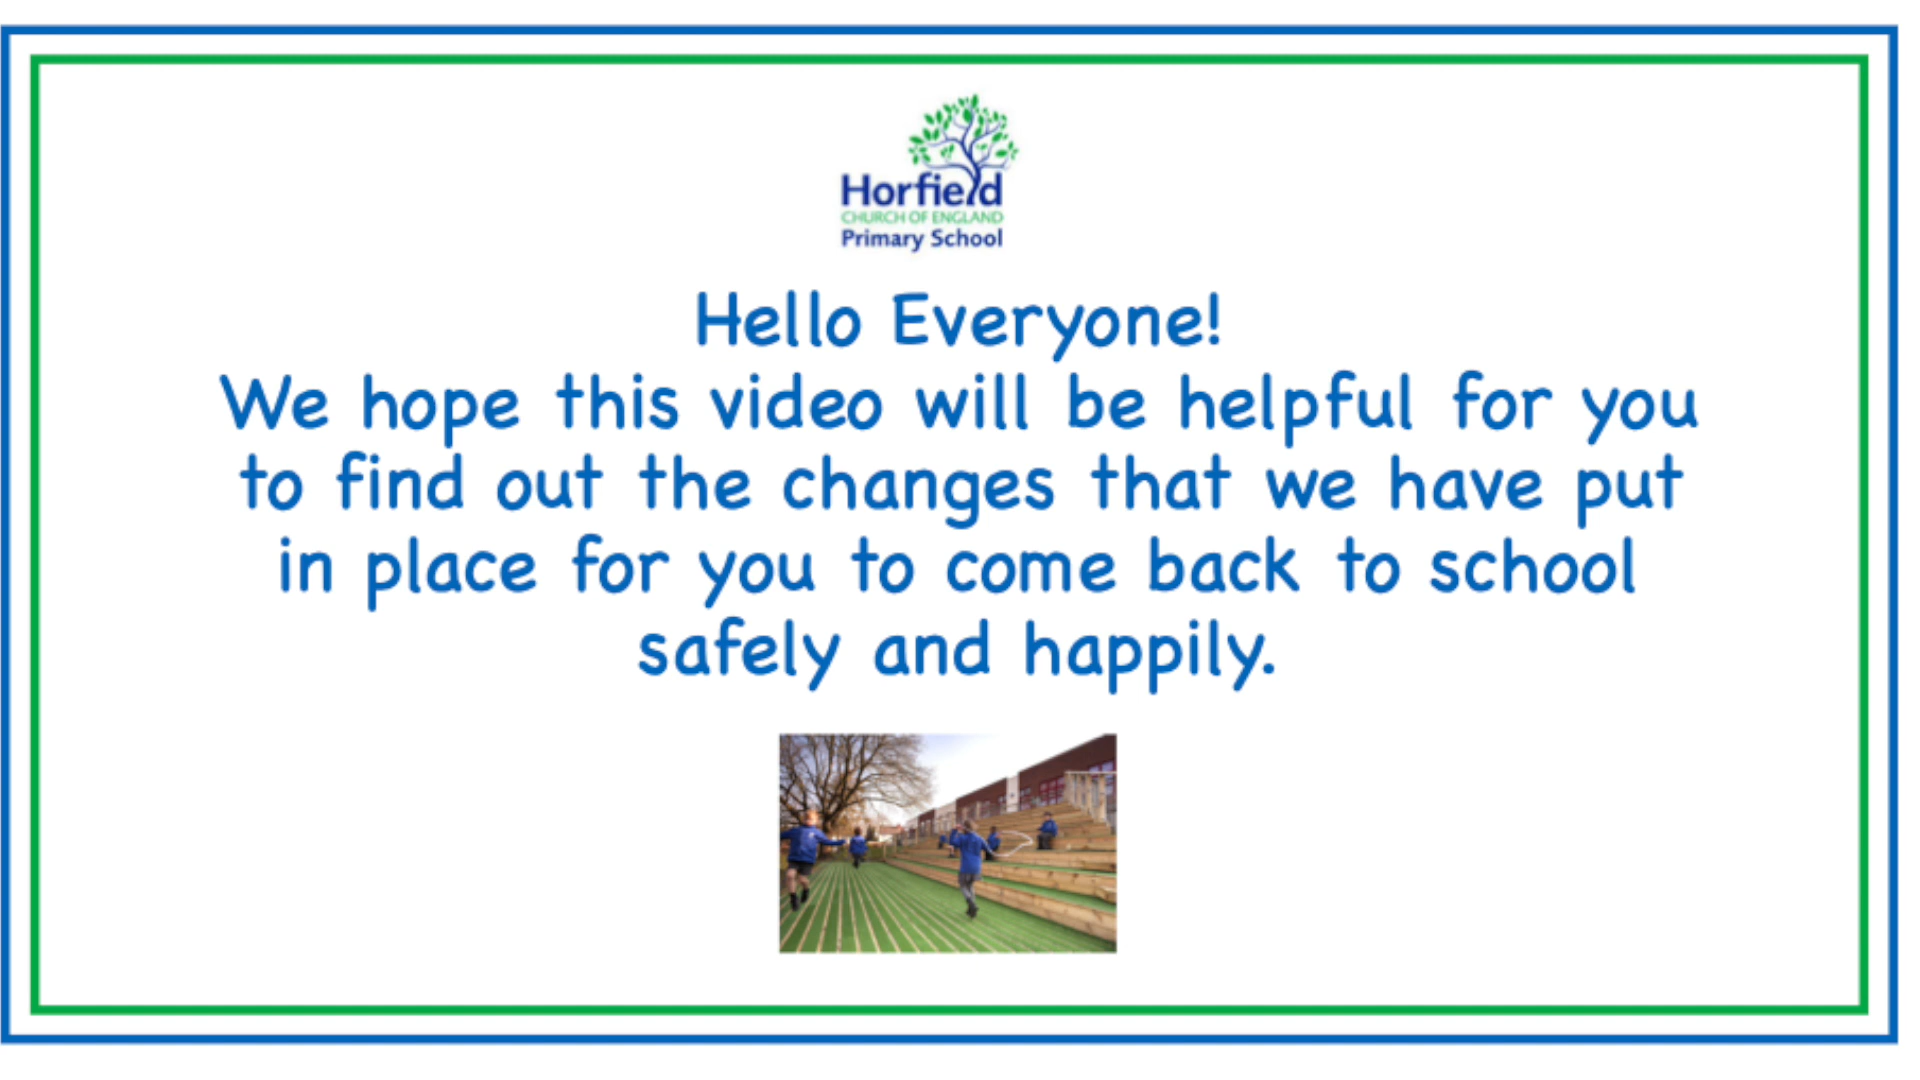 Horfield
CHURCH OF ENGLAND
Primary School
Hello Everyone!
We hope this video will be helpful for you
to find out the changes that we have put
in place for you to come back to school
safely and happily.